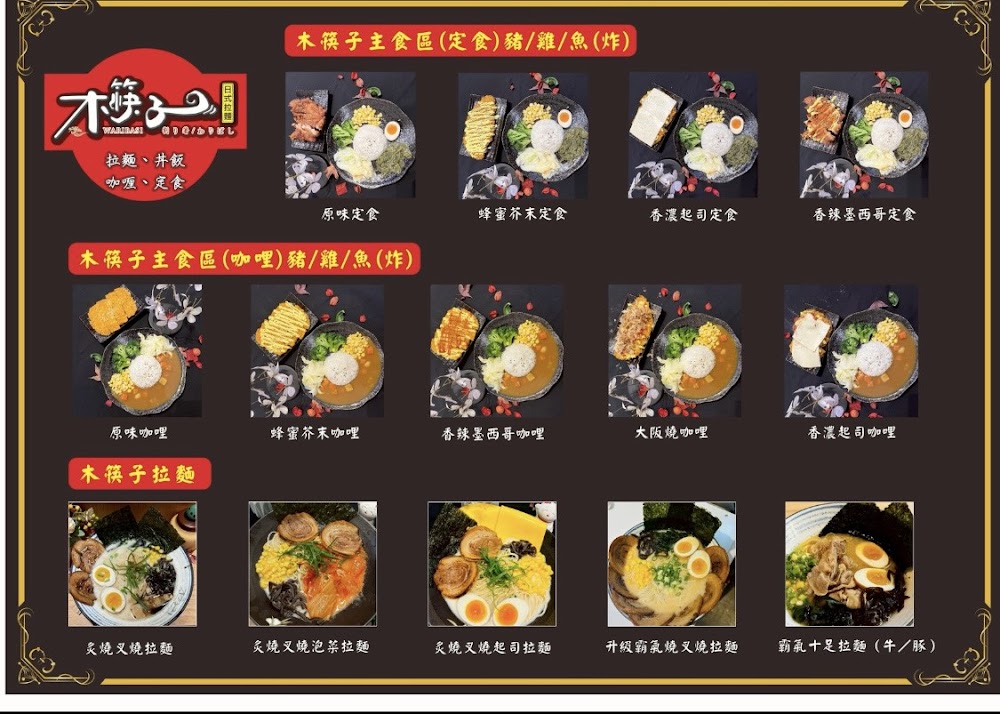 木筷子主食區(定食)豬/雞/魚(炸)
木筷子
日式拉麵
WARIBASI 割り箸/わりばし
拉麵、丼飯
咖喱、定食
原味定食
蜂蜜芥末定食
香濃起司定食
香辣墨西哥定食
木筷子主食區(咖哩)豬/雞/魚(炸)
原味咖哩
蜂蜜芥末咖哩
香辣墨西哥咖哩
大阪燒咖哩
香濃起司咖哩
木筷子拉麵
炙燒叉燒拉麵
炙燒叉燒泡菜拉麵
炙燒叉燒起司拉麵
升級霸氣燒叉燒拉麵
霸氣十足拉麵（牛/豚）